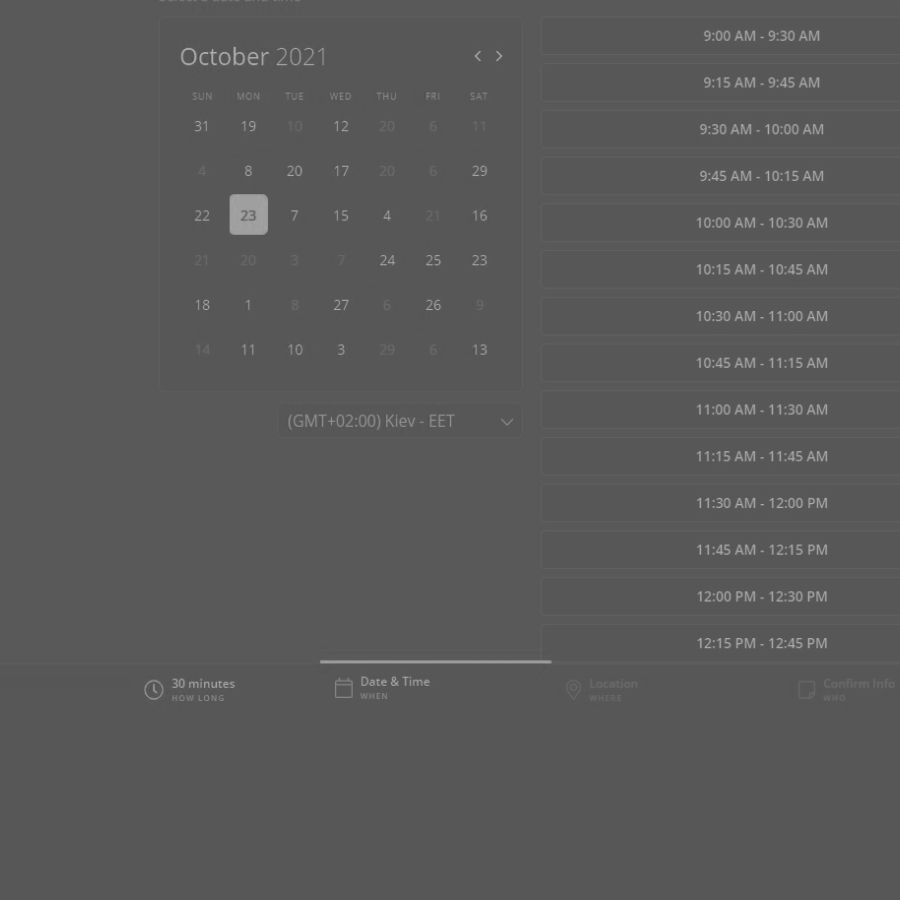 October 2021
SUN MON TUE WED THU FRI SAT
31 19 10 12 20 6 11
4 8 20 17 20 6 29
22 23 7 15 4 21 16
21 20 3 7 24 25 23
18 1 8 27 6 26 9
14 11 10 3 29 6 13
(GMT+02:00) Kiev - EET
9:00 AM - 9:30 AM
9:15 AM - 9:45 AM
9:30 AM - 10:00 AM
9:45 AM - 10:15 AM
10:00 AM - 10:30 AM
10:15 AM - 10:45 AM
10:30 AM - 11:00 AM
10:45 AM - 11:15 AM
11:00 AM - 11:30 AM
11:15 AM - 11:45 AM
11:30 AM - 12:00 PM
11:45 AM - 12:15 PM
12:00 PM - 12:30 PM
12:15 PM - 12:45 PM
30 minutes
HOW LONG
Date & Time
WHEN
Location
WHERE
Confirm Info
WHO